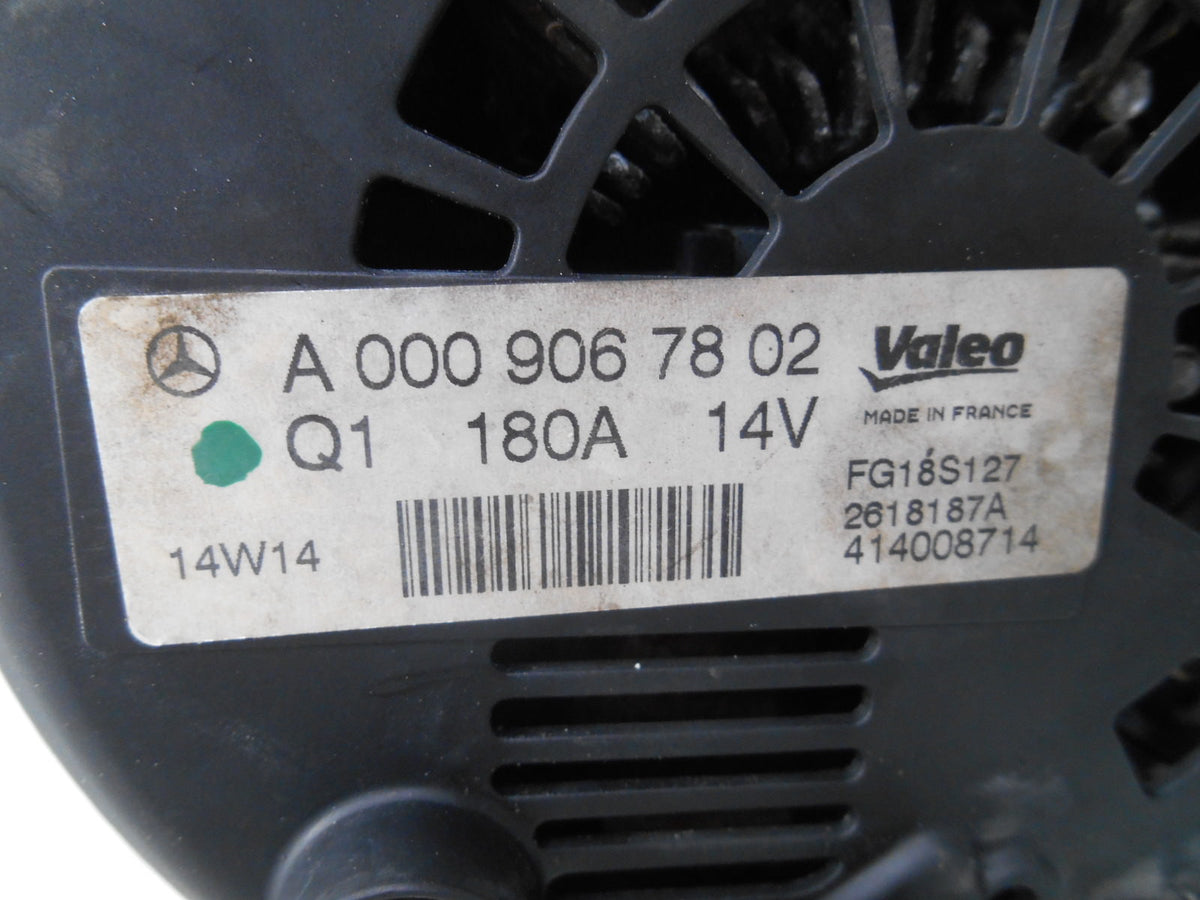 A 000 906 78 02
Q1 180A 14V
14W14
Valeo
MADE IN FRANCE
FG18S127
2618187A
414008714